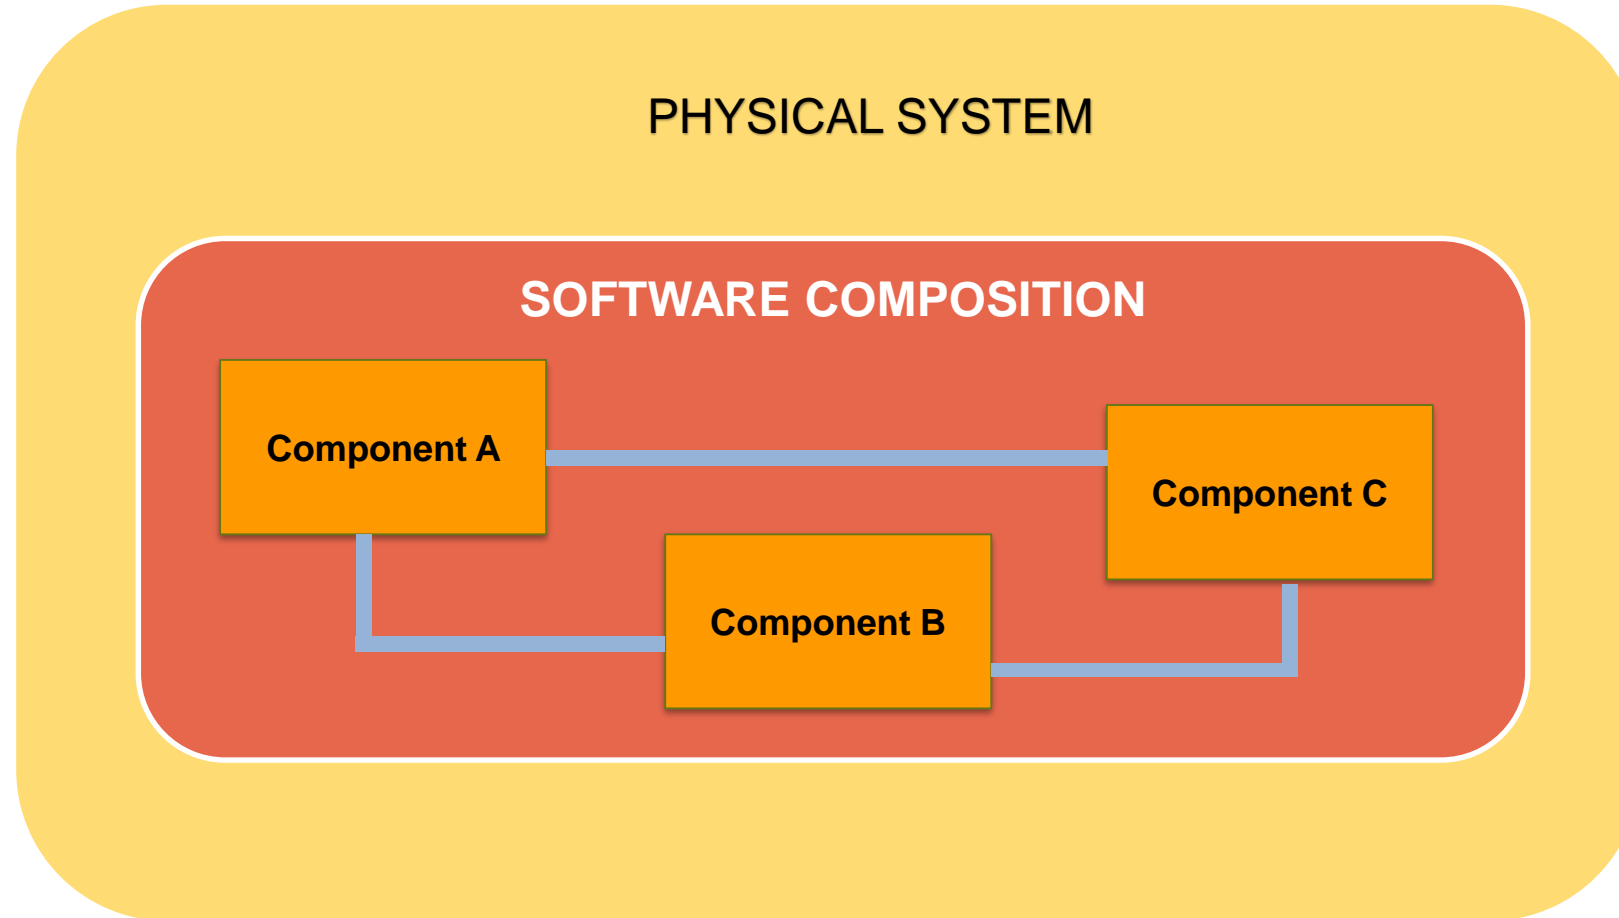 PHYSICAL SYSTEM
SOFTWARE COMPOSITION
Component A
Component C
Component B